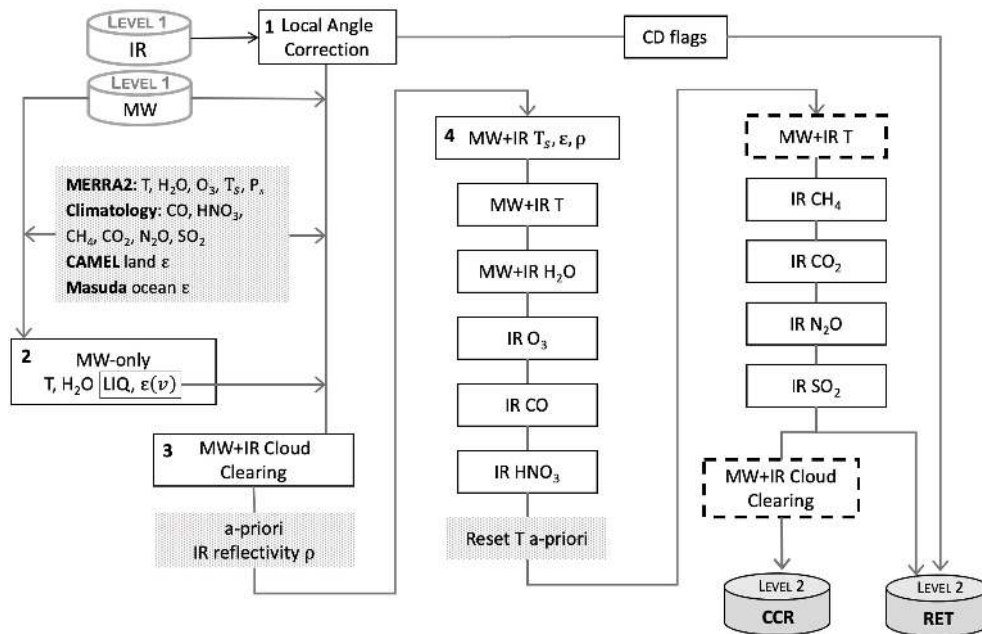 LEVEL 1
IR
1 Local Angle
Correction
CD flags
LEVEL 1
MW
MERRA2: T, H₂O, O₃, Tₛ, Pₛ
Climatology: CO, HNO₃,
CH₄, CO₂, N₂O, SO₂
CAMEL land ε
Masuda ocean ε
2
MW-only
T, H₂O LIQ, ε(ν)
3 MW+IR Cloud
Clearing
a-priori
IR reflectivity ρ
4 MW+IR Tₛ, ε, ρ
MW+IR T
MW+IR H₂O
IR O₃
IR CO
IR HNO₃
Reset T a-priori
MW+IR T
IR CH₄
IR CO₂
IR N₂O
IR SO₂
MW+IR Cloud
Clearing
LEVEL 2
CCR
LEVEL 2
RET